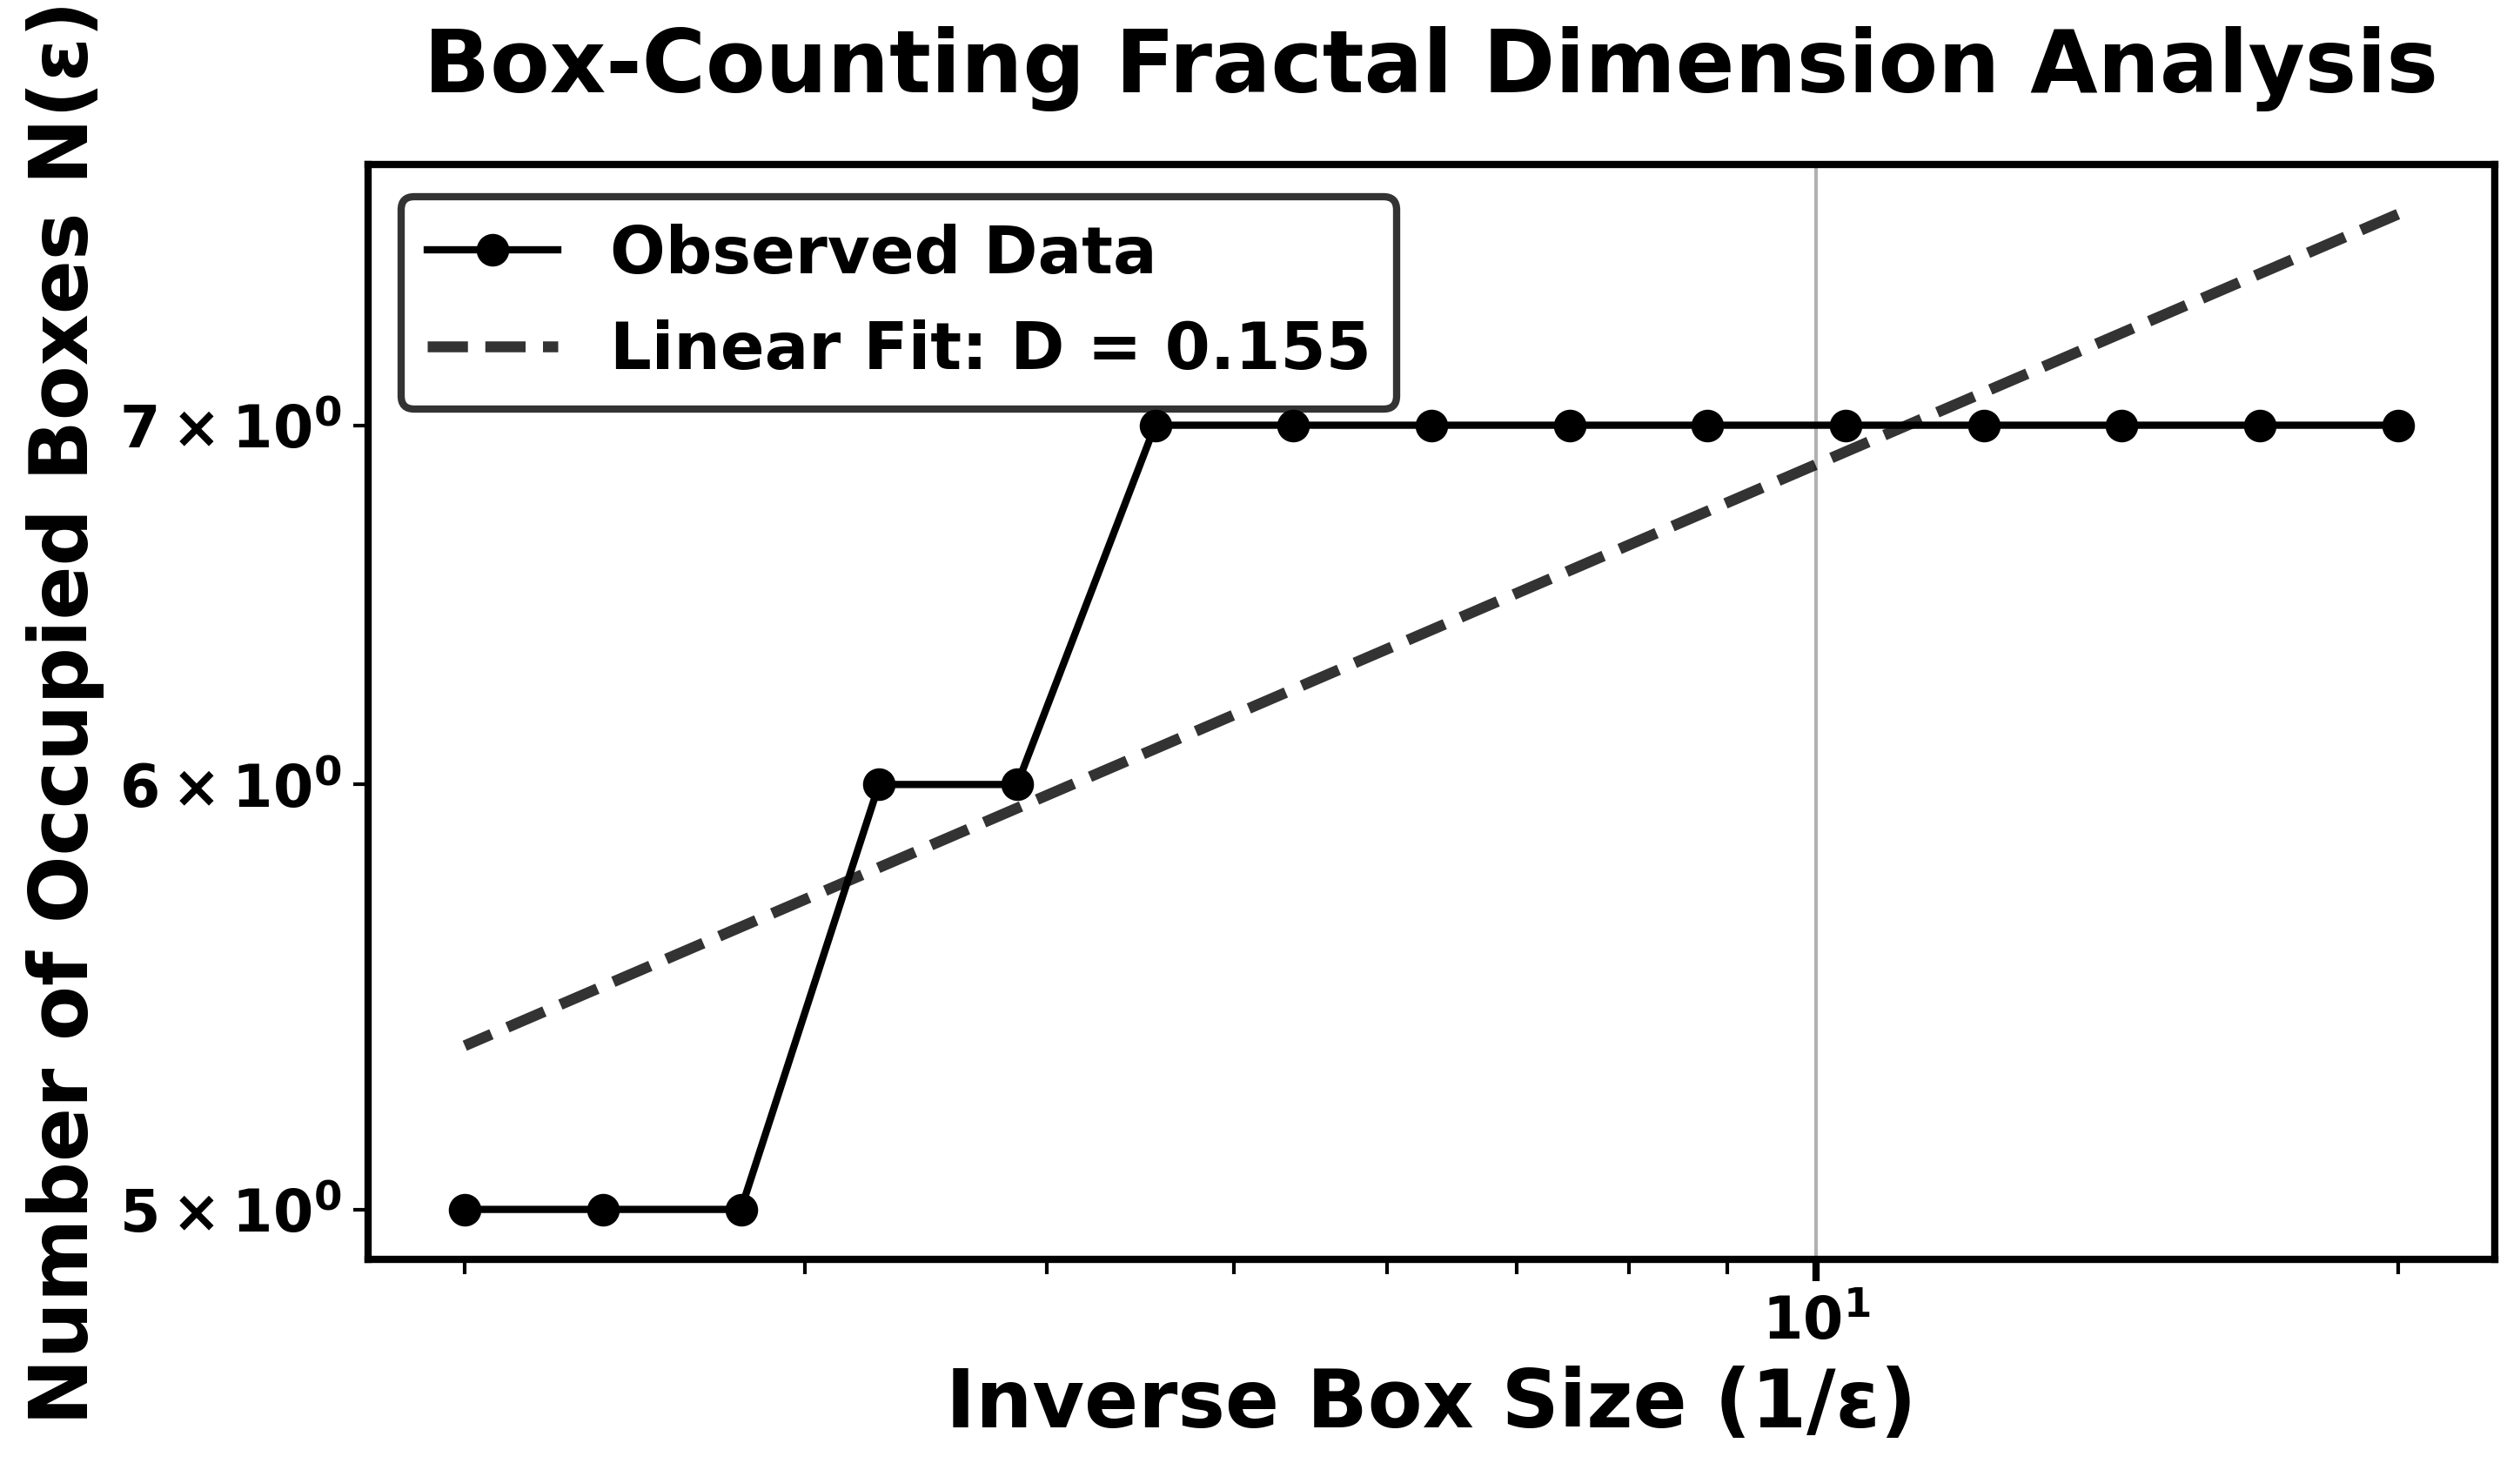 Box-Counting Fractal Dimension Analysis
Number of Occupied Boxes N(ε)
Observed Data
Linear Fit: D = 0.155
7 × 10⁰
6 × 10⁰
5 × 10⁰
10¹
Inverse Box Size (1/ε)